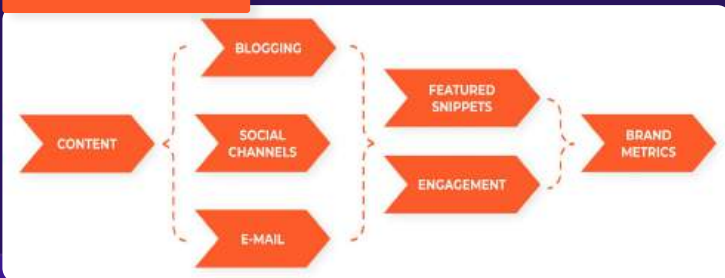 CONTENT
BLOGGING
SOCIAL
CHANNELS
E-MAIL
FEATURED
SNIPPETS
ENGAGEMENT
BRAND
METRICS